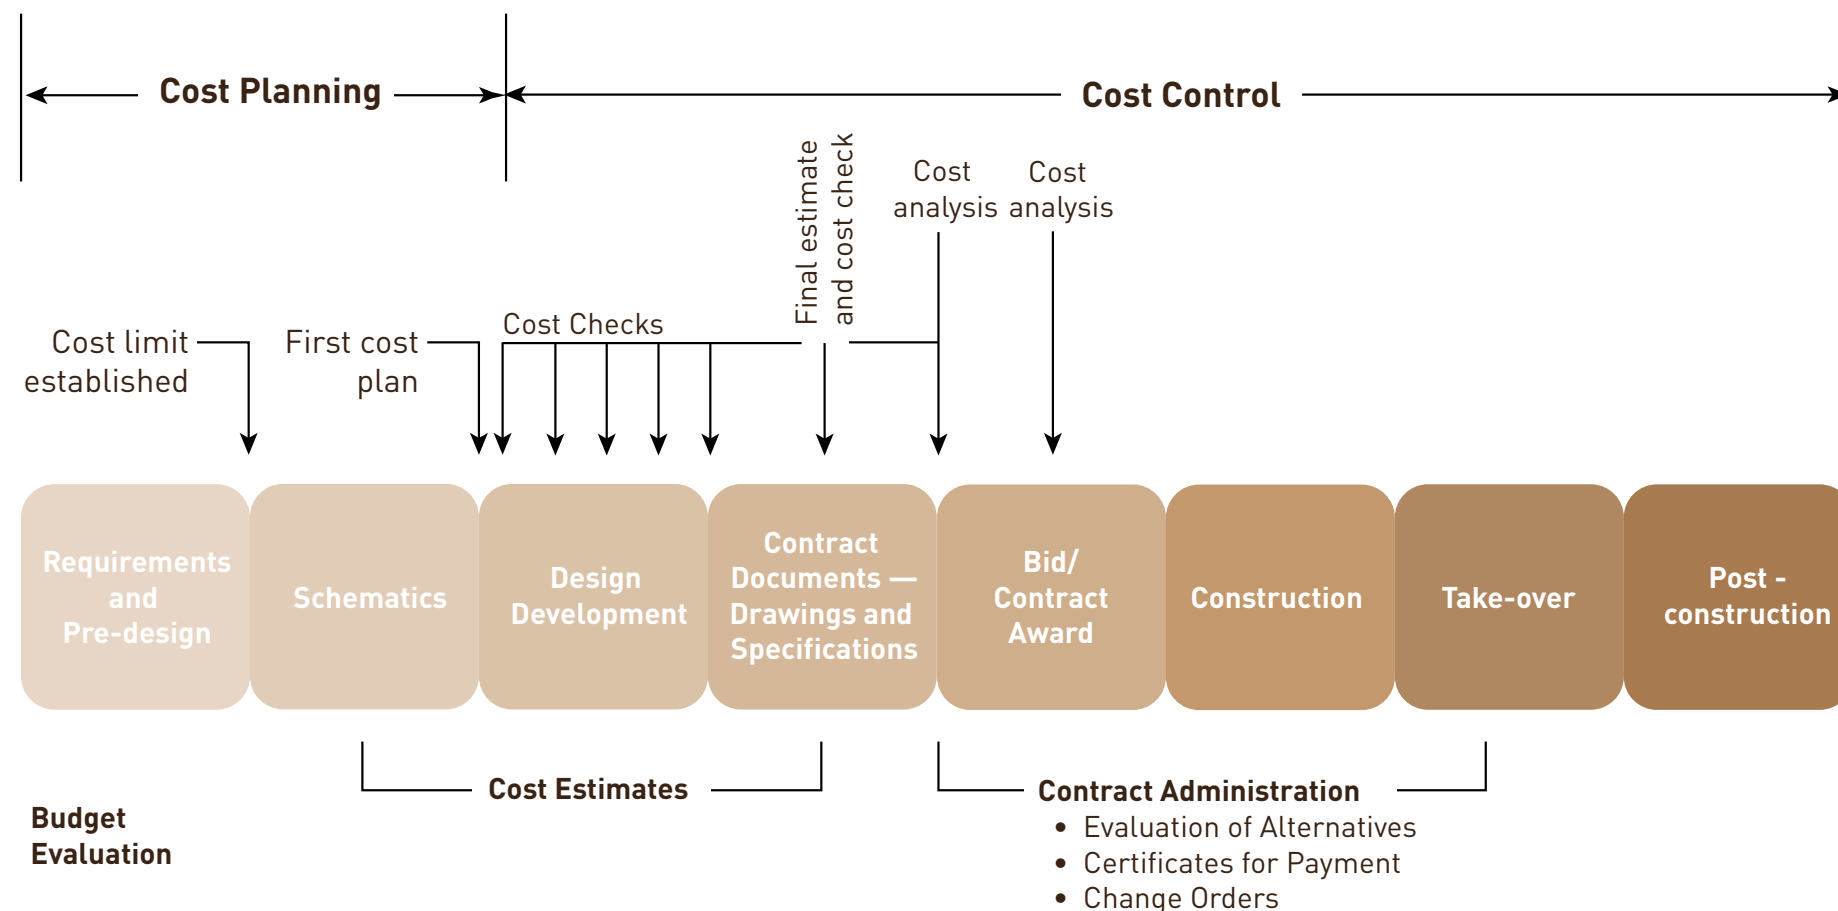 Cost Planning
Cost Control
Final estimate
and cost check
Cost
analysis
Cost
analysis
Cost limit
established
First cost
plan
Cost Checks
Requirements
and
Pre-design
Schematics
Design
Development
Contract
Documents —
Drawings and
Specifications
Bid/
Contract
Award
Construction
Take-over
Post -
construction
Cost Estimates
Contract Administration
• Evaluation of Alternatives
• Certificates for Payment
• Change Orders
Budget
Evaluation